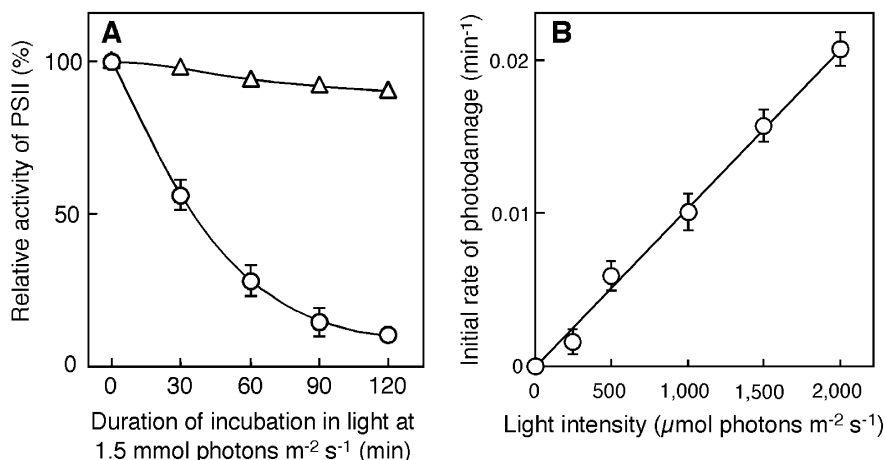 A
Relative activity of PSII (%)
100
50
0
0 30 60 90 120
Duration of incubation in light at
1.5 mmol photons m⁻² s⁻¹ (min)
B
Initial rate of photodamage (min⁻¹)
0.02
0.01
0
0 500 1,000 1,500 2,000
Light intensity (µmol photons m⁻² s⁻¹)